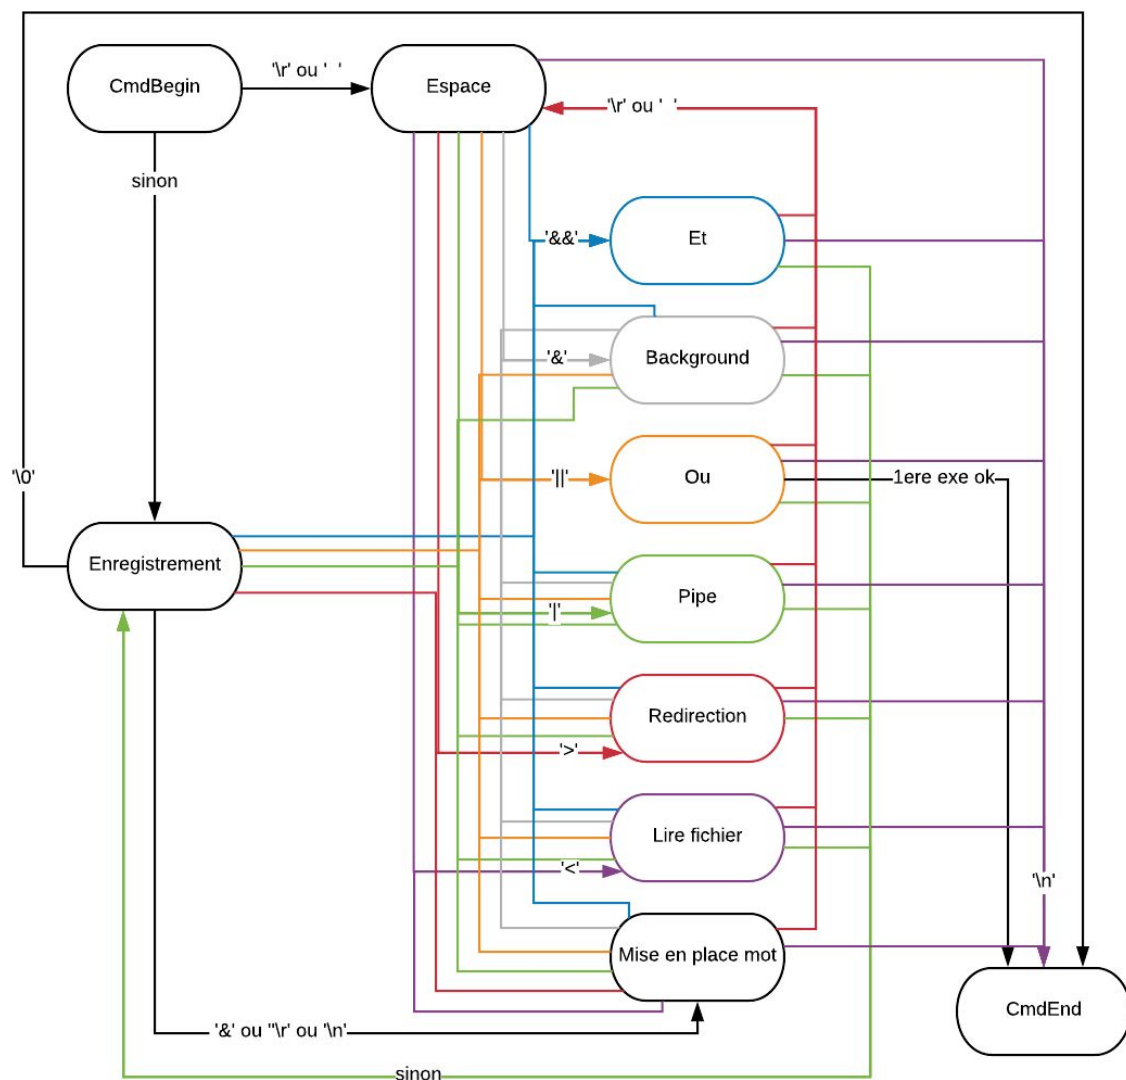 CmdBegin
'\r' ou ' '
Espace
'\r' ou ' '
sinon
'&&'
Et
'&'
Background
'\0'
'||'
Ou
1ere exe ok
Enregistrement
'|'
Pipe
'>'
Redirection
'<'
Lire fichier
'\n'
Mise en place mot
CmdEnd
'&' ou ''\r' ou '\n'
sinon